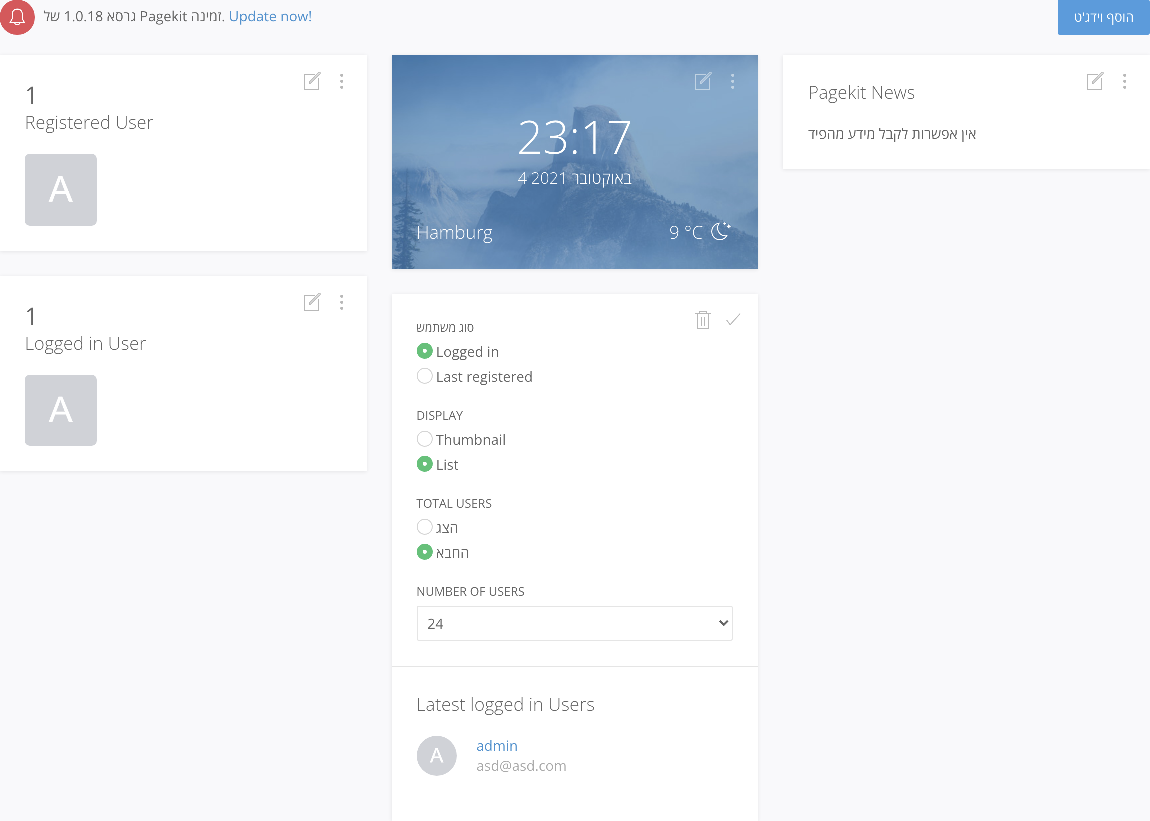 גרסא 1.0.18 של Pagekit זמינה. Update now!
הוסף וידג'ט
1
Registered User
A
1
Logged in User
A
23:17
4 באוקטובר 2021
Hamburg
9 °C
סוג משתמש
Logged in
Last registered
DISPLAY
Thumbnail
List
TOTAL USERS
הצג
החבא
NUMBER OF USERS
24
Latest logged in Users
A
admin
asd@asd.com
Pagekit News
אין אפשרות לקבל מידע מהפיד